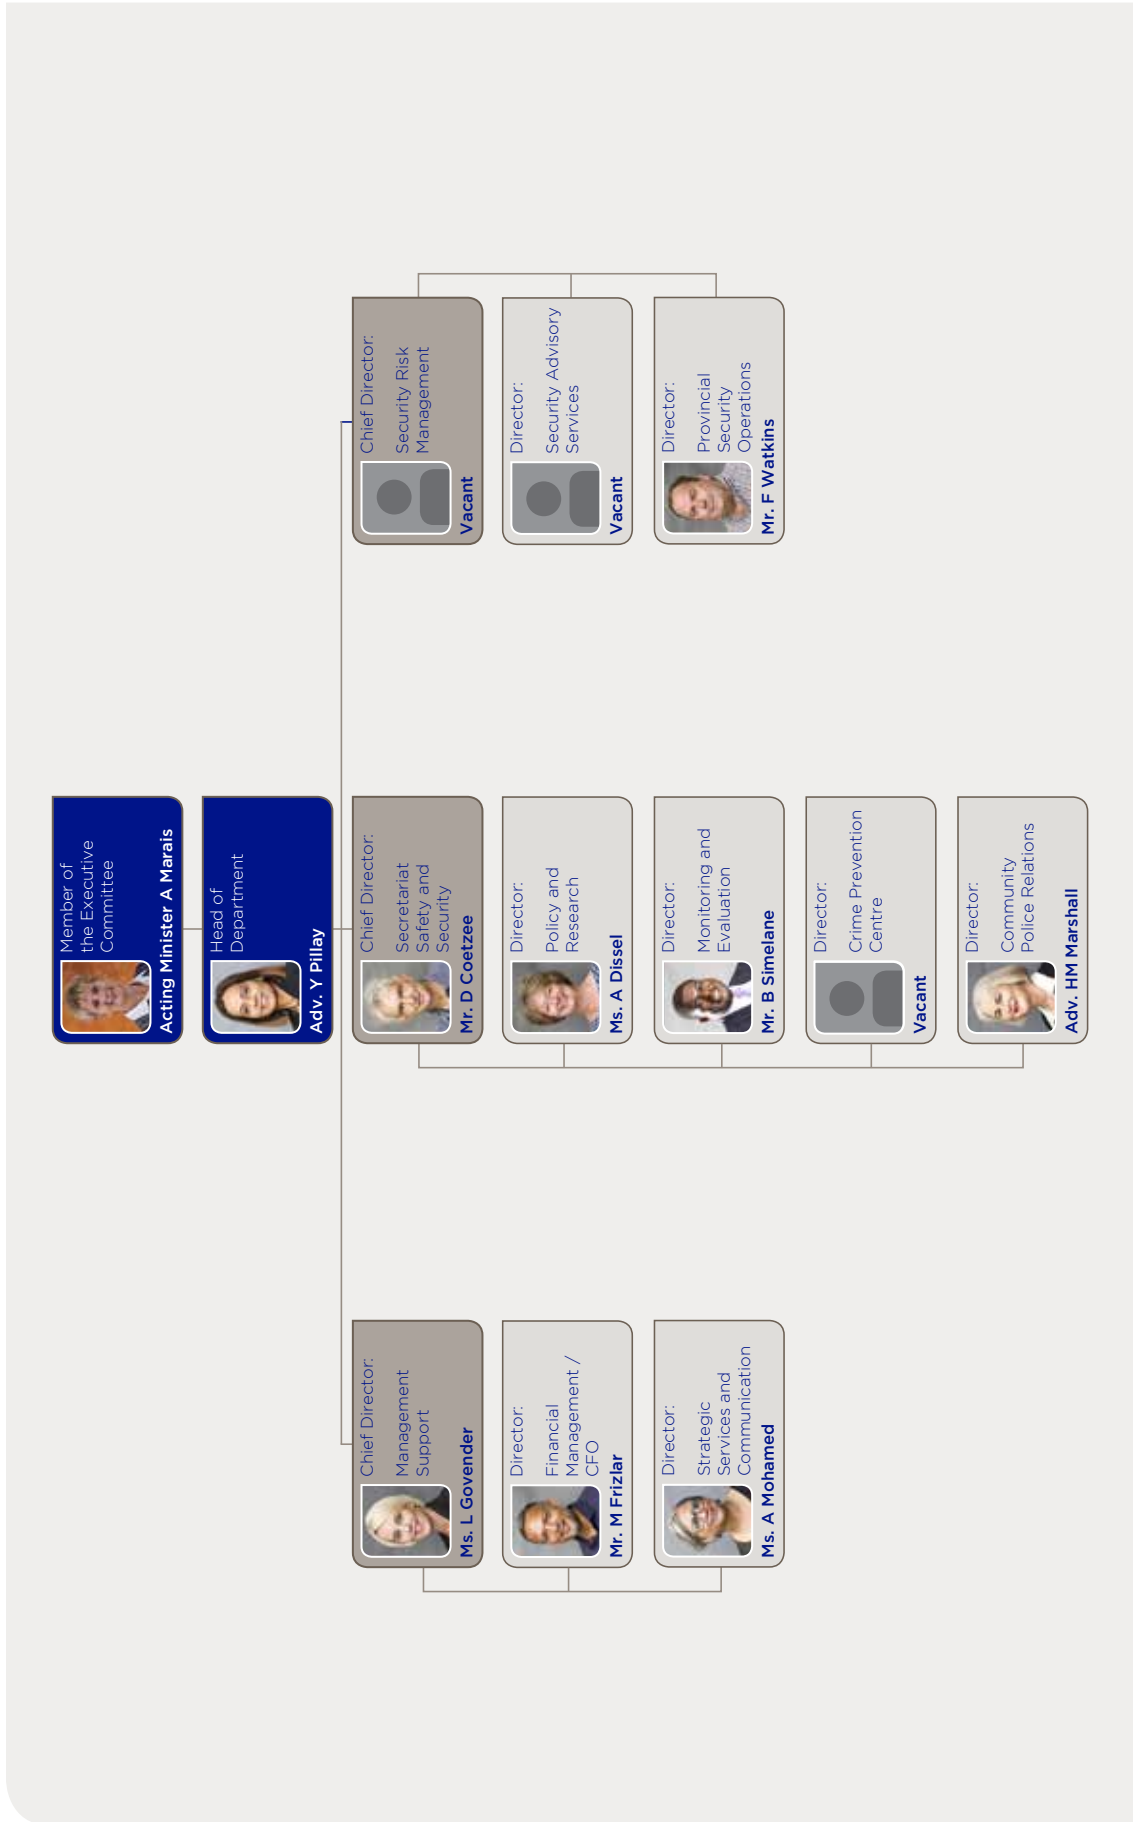 Member of
the Executive
Committee
Acting Minister A Marais
Head of
Department
Adv. Y Pillay
Chief Director:
Management
Support
Ms. L Govender
Director:
Financial
Management /
CFO
Mr. M Frizlar
Director:
Strategic
Services and
Communication
Ms. A Mohamed
Chief Director:
Secretariat
Safety and
Security
Mr. D Coetzee
Director:
Policy and
Research
Ms. A Dissel
Director:
Monitoring and
Evaluation
Mr. B Simelane
Director:
Crime Prevention
Centre
Vacant
Director:
Community
Police Relations
Adv. HM Marshall
Chief Director:
Security Risk
Management
Vacant
Director:
Security Advisory
Services
Vacant
Director:
Provincial
Security
Operations
Mr. F Watkins